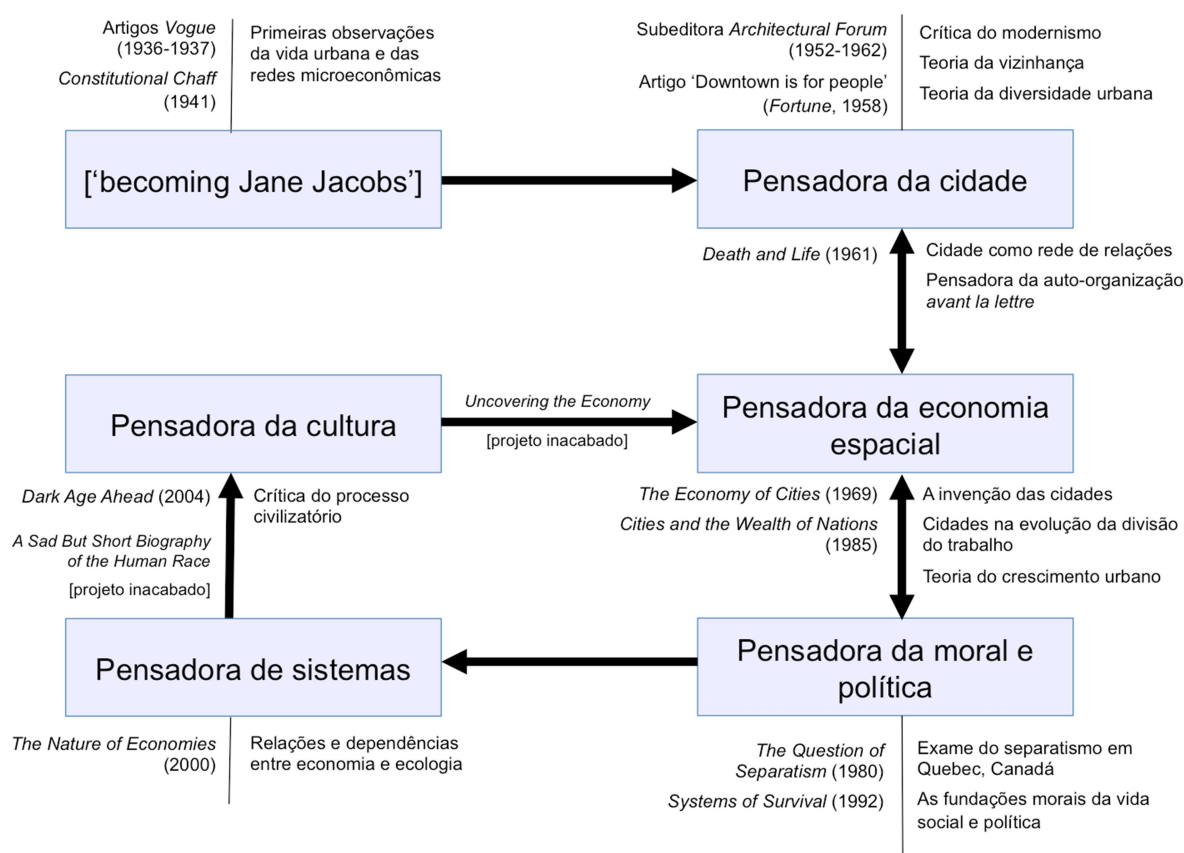 Artigos Vogue
(1936-1937)
Constitutional Chaff
(1941)
Primeiras observações
da vida urbana e das
redes microeconômicas
Subeditora Architectural Forum
(1952-1962)
Artigo ‘Downtown is for people’
(Fortune, 1958)
Crítica do modernismo
Teoria da vizinhança
Teoria da diversidade urbana
[‘becoming Jane Jacobs’]
Pensadora da cidade
Death and Life (1961)
Cidade como rede de relações
Pensadora da auto-organização
avant la lettre
Pensadora da cultura
Uncovering the Economy
[projeto inacabado]
Pensadora da economia
espacial
Dark Age Ahead (2004)
A Sad But Short Biography
of the Human Race
[projeto inacabado]
Crítica do processo
civilizatório
The Economy of Cities (1969)
Cities and the Wealth of Nations
(1985)
A invenção das cidades
Cidades na evolução da divisão
do trabalho
Teoria do crescimento urbano
Pensadora de sistemas
Pensadora da moral e
política
The Nature of Economies
(2000)
Relações e dependências
entre economia e ecologia
The Question of
Separatism (1980)
Systems of Survival (1992)
Exame do separatismo em
Quebec, Canadá
As fundações morais da vida
social e política